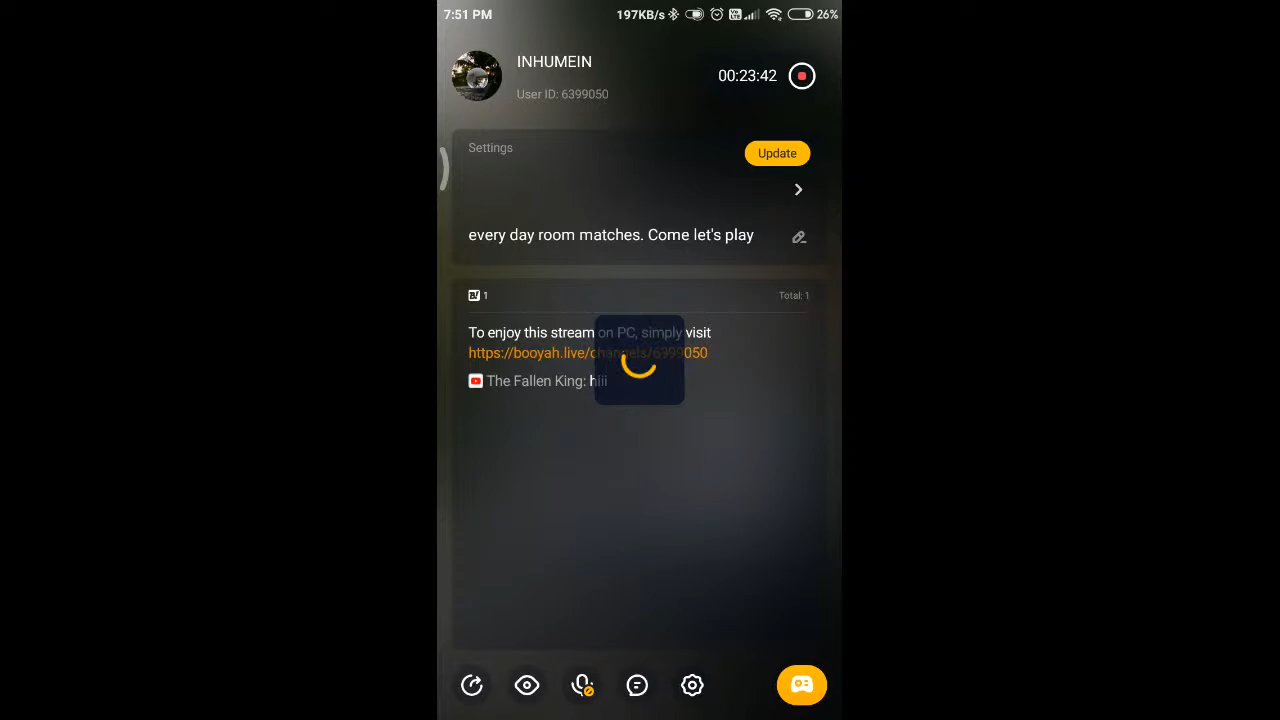 7:51 PM 197KB/s 26%
INHUMEIN
00:23:42
User ID: 6399050
Settings
Update
every day room matches. Come let's play
1 Total: 1
To enjoy this stream on PC, simply visit
https://booyah.live/channels/6399050
The Fallen King: hiii